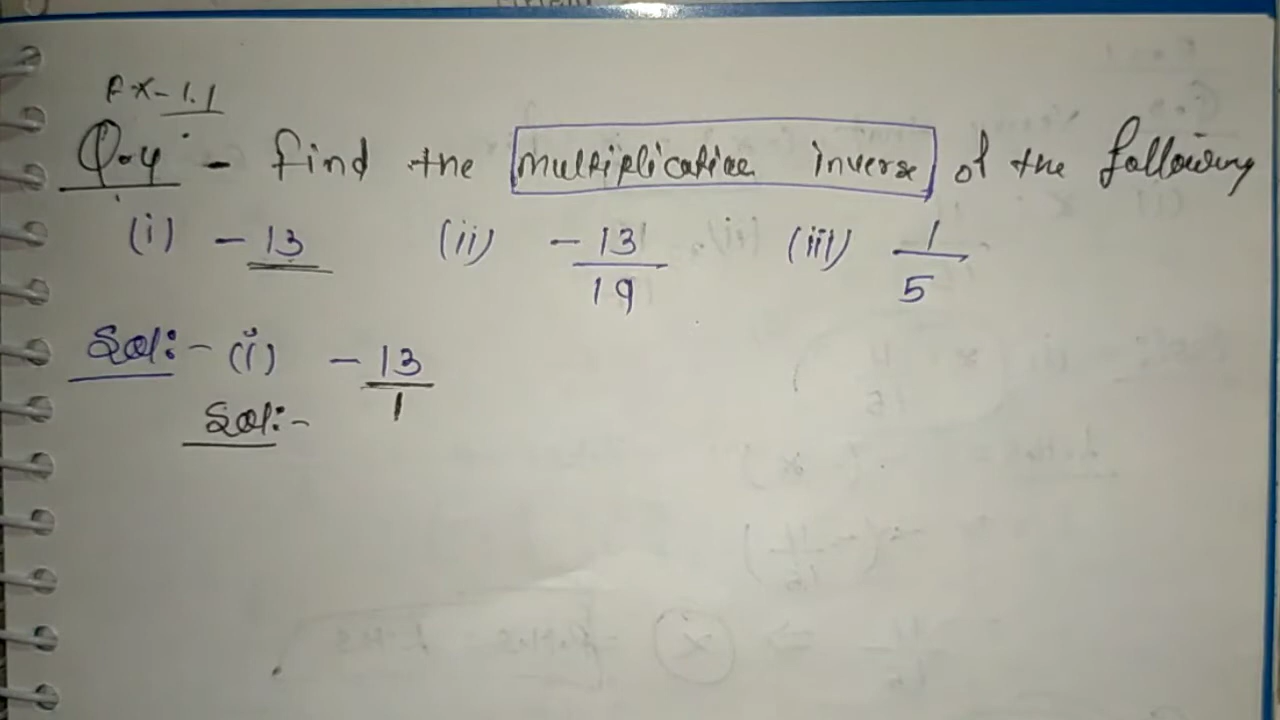 Ex-1.1
Q.4 - find the multiplicative inverse of the following
(i) -13 (ii) -13/19 (iii) 1/5
Sol:- (i) -13/1
Sol:-